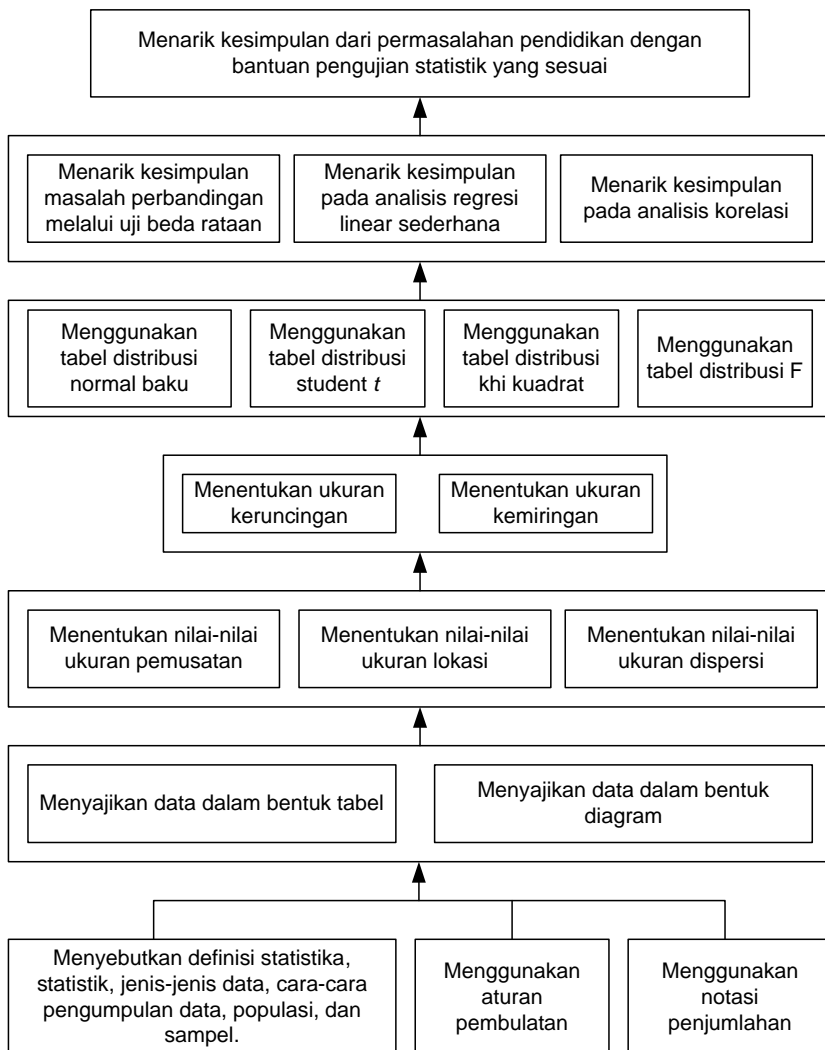 Menarik kesimpulan dari permasalahan pendidikan dengan
bantuan pengujian statistik yang sesuai
Menarik kesimpulan
masalah perbandingan
melalui uji beda rataan
Menarik kesimpulan
pada analisis regresi
linear sederhana
Menarik kesimpulan
pada analisis korelasi
Menggunakan
tabel distribusi
normal baku
Menggunakan
tabel distribusi
student t
Menggunakan
tabel distribusi
khi kuadrat
Menggunakan
tabel distribusi F
Menentukan ukuran
keruncingan
Menentukan ukuran
kemiringan
Menentukan nilai-nilai
ukuran pemusatan
Menentukan nilai-nilai
ukuran lokasi
Menentukan nilai-nilai
ukuran dispersi
Menyajikan data dalam bentuk tabel
Menyajikan data dalam bentuk
diagram
Menyebutkan definisi statistika,
statistik, jenis-jenis data, cara-cara
pengumpulan data, populasi, dan
sampel.
Menggunakan
aturan
pembulatan
Menggunakan
notasi
penjumlahan